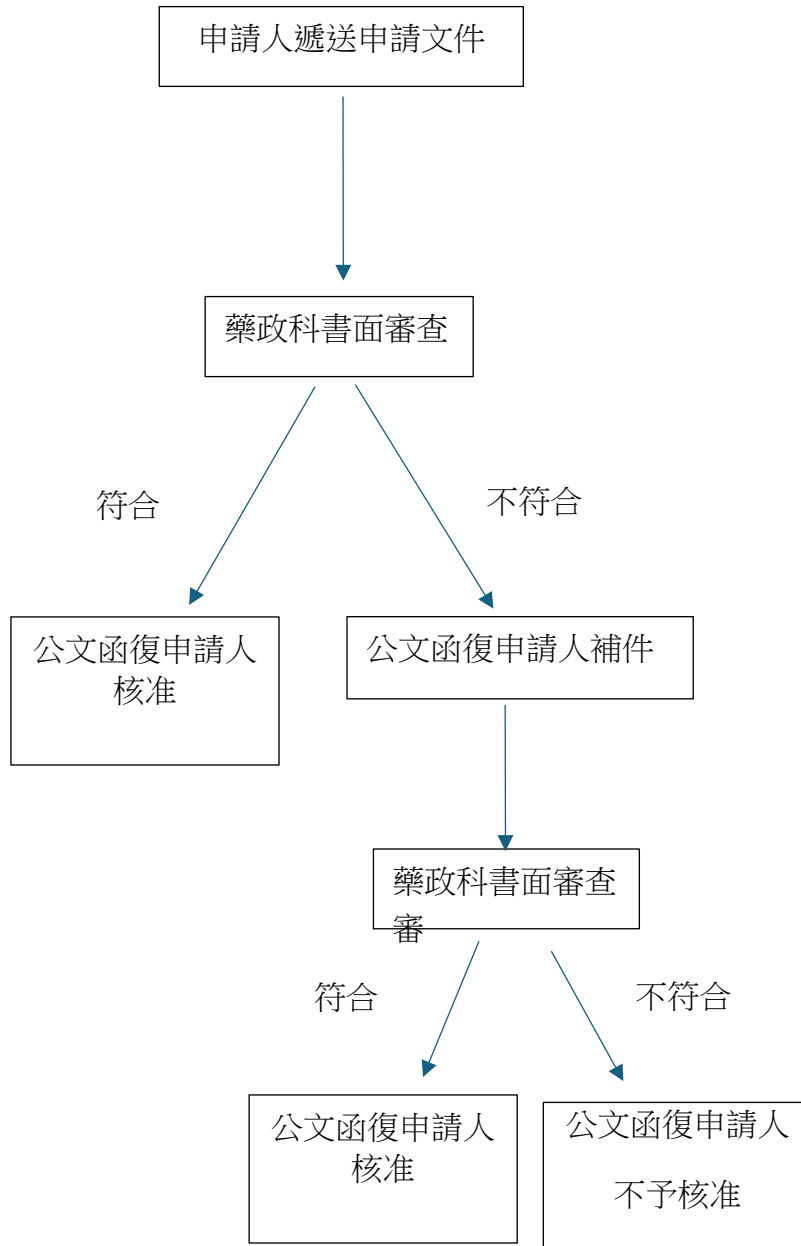 申請人遞送申請文件
藥政科書面審查
符合
不符合
公文函復申請人
核准
公文函復申請人補件
藥政科書面審查
審
符合
不符合
公文函復申請人
核准
公文函復申請人
不予核准